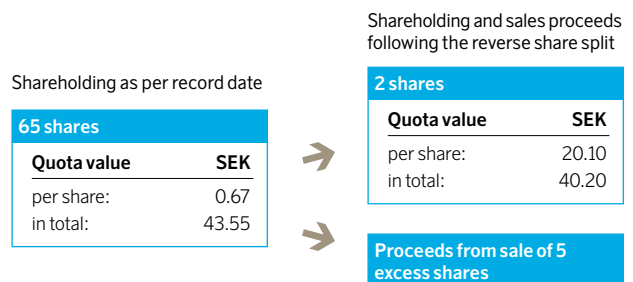 Shareholding as per record date
65 shares
Quota value SEK
per share: 0.67
in total: 43.55
Shareholding and sales proceeds
following the reverse share split
2 shares
Quota value SEK
per share: 20.10
in total: 40.20
Proceeds from sale of 5
excess shares